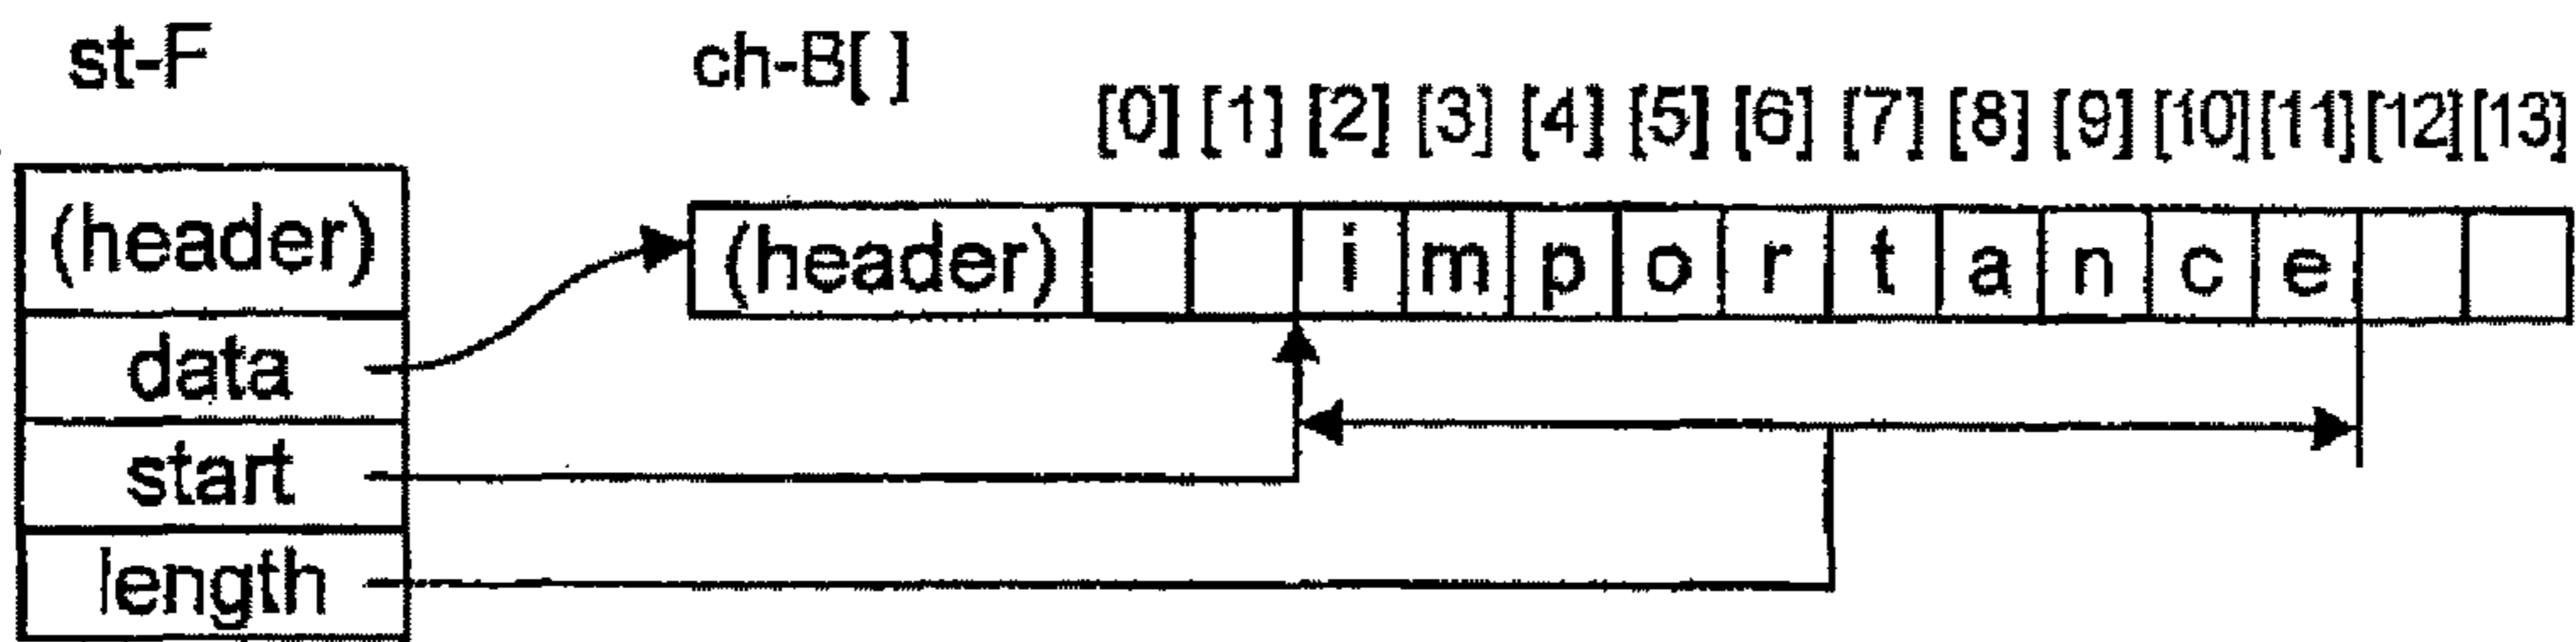 st-F ch-B[ ]
[0] [1] [2] [3] [4] [5] [6] [7] [8] [9] [10] [11] [12] [13]
(header) (header) i m p o r t a n c e
data
start
length